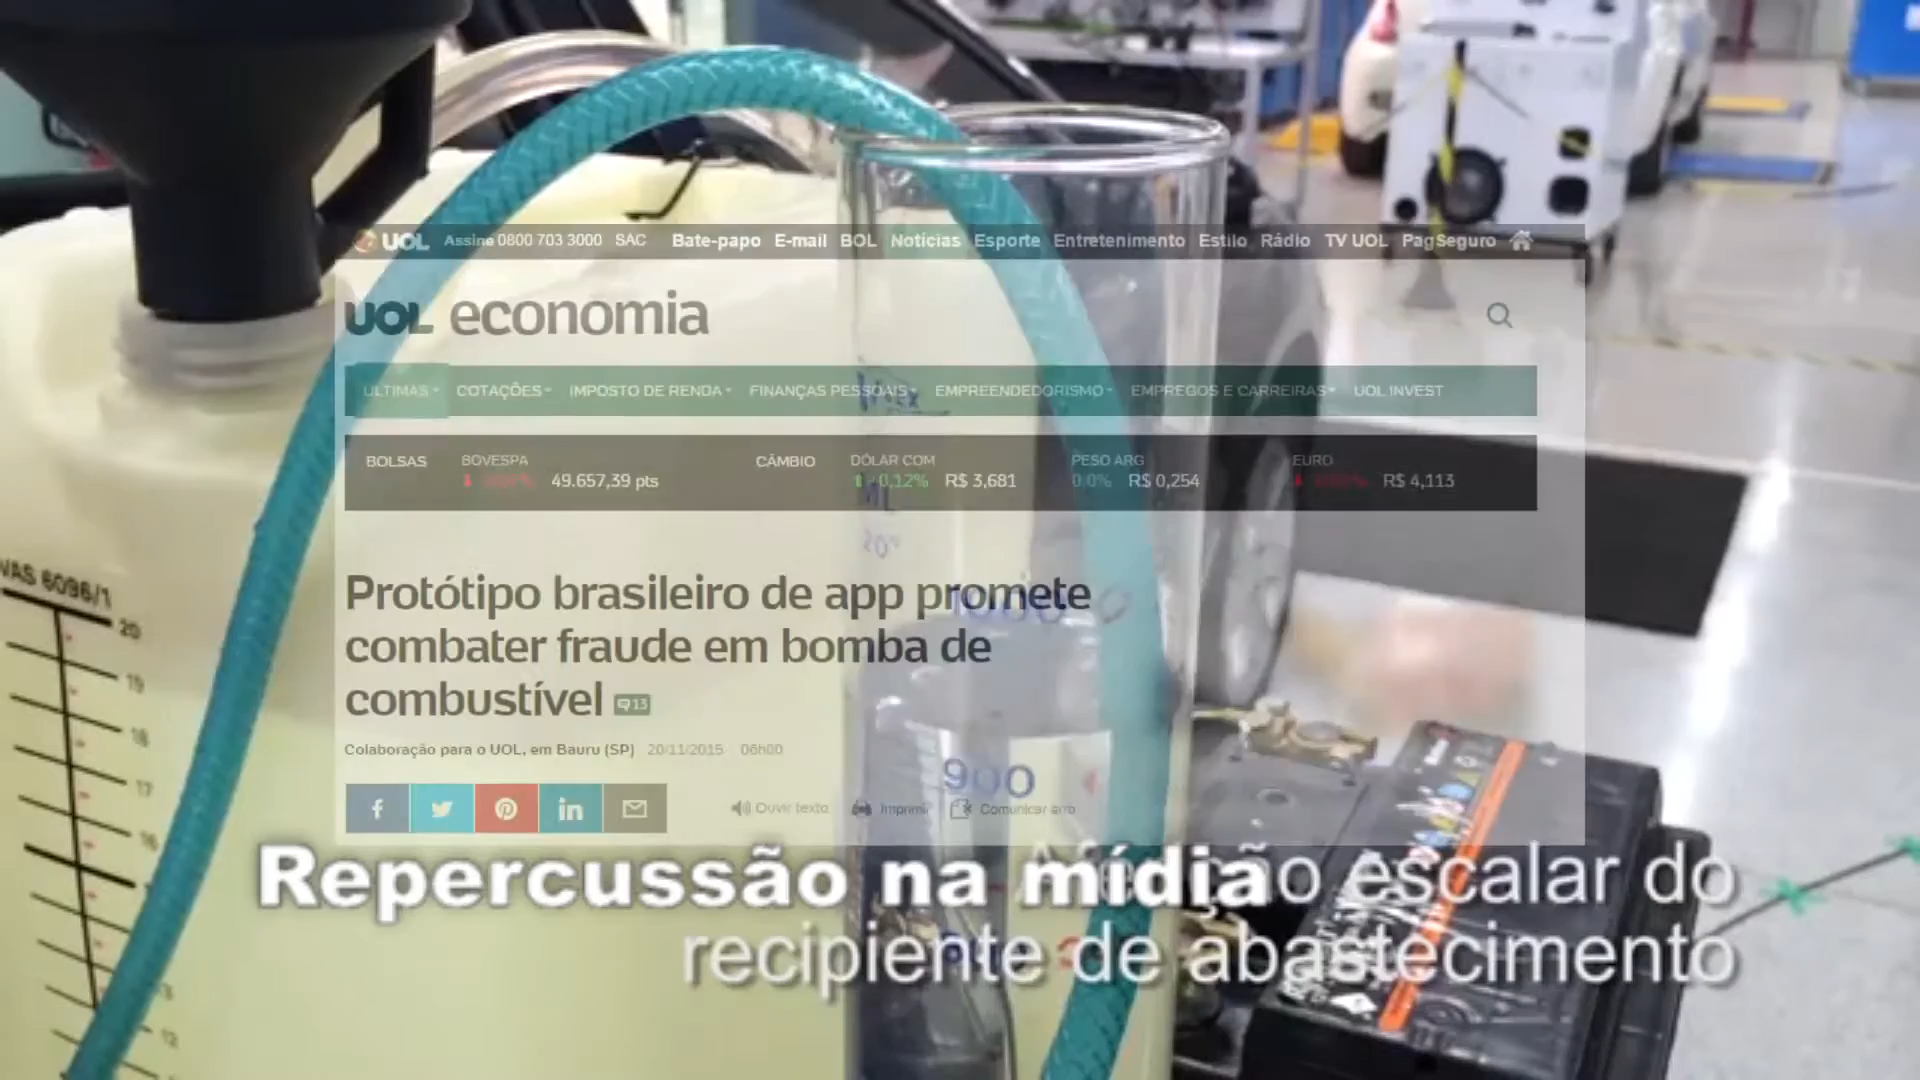 UOL Assine 0800 703 3000 SAC Bate-papo E-mail BOL Notícias Esporte Entretenimento Estilo Rádio TV UOL PagSeguro
UOL economia
ÚLTIMAS COTAÇÕES IMPOSTO DE RENDA FINANÇAS PESSOAIS EMPREENDEDORISMO EMPREGOS E CARREIRAS UOL INVEST
BOLSAS BOVESPA CÂMBIO DÓLAR COM PESO ARG EURO
49.657,39 pts 0,12% R$ 3,681 0,0% R$ 0,254 R$ 4,113
ML
20°
Protótipo brasileiro de app promete
combater fraude em bomba de
combustível 13
1000
Colaboração para o UOL, em Bauru (SP) 20/11/2015 06h00
900
Ouvir texto Imprimir Comunicar erro
VAS 6096/1
20
19
18
17
16
13
12
Repercussão na mídia
escalar do
recipiente de abastecimento